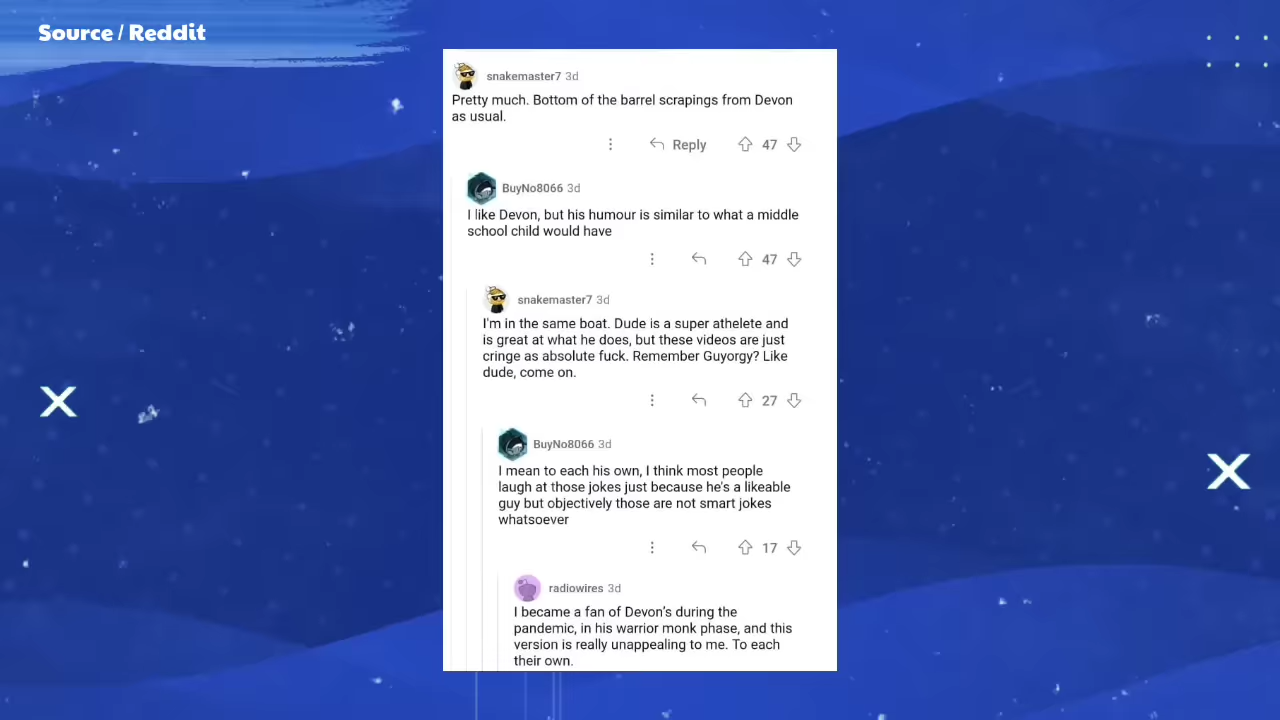 Source / Reddit
snakemaster7 3d
Pretty much. Bottom of the barrel scrapings from Devon
as usual.
Reply 47
BuyNo8066 3d
I like Devon, but his humour is similar to what a middle
school child would have
47
snakemaster7 3d
I'm in the same boat. Dude is a super athelete and
is great at what he does, but these videos are just
cringe as absolute fuck. Remember Guyorgy? Like
dude, come on.
27
BuyNo8066 3d
I mean to each his own, I think most people
laugh at those jokes just because he's a likeable
guy but objectively those are not smart jokes
whatsoever
17
radiowires 3d
I became a fan of Devon's during the
pandemic, in his warrior monk phase, and this
version is really unappealing to me. To each
their own.